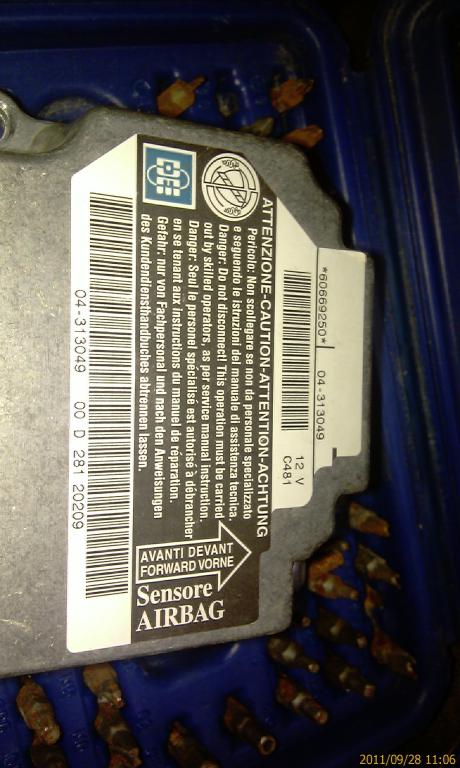 *60669250*
04-313049
12 V
C481
ATTENZIONE-CAUTION-ATTENTION-ACHTUNG
Pericolo: Non scollegare se non da personale specializzato
e seguendo le istruzioni del manuale di assistenza tecnica.
Danger: Do not disconnect! This operation must be carried
out by skilled operators, as per service manual instruction.
Danger: Seul le personel spécialisé est autorisé à débrancher
en se tenant aux instructions du manuel de réparation.
Gefahr: nur von Fachpersonal und nach den Anweisungen
des Kundendiensthandbuches abtrennen lassen.
AVANTI DEVANT
FORWARD VORNE
Sensore
AIRBAG
04-313049 00 D 281 20209
2011/09/28 11:06